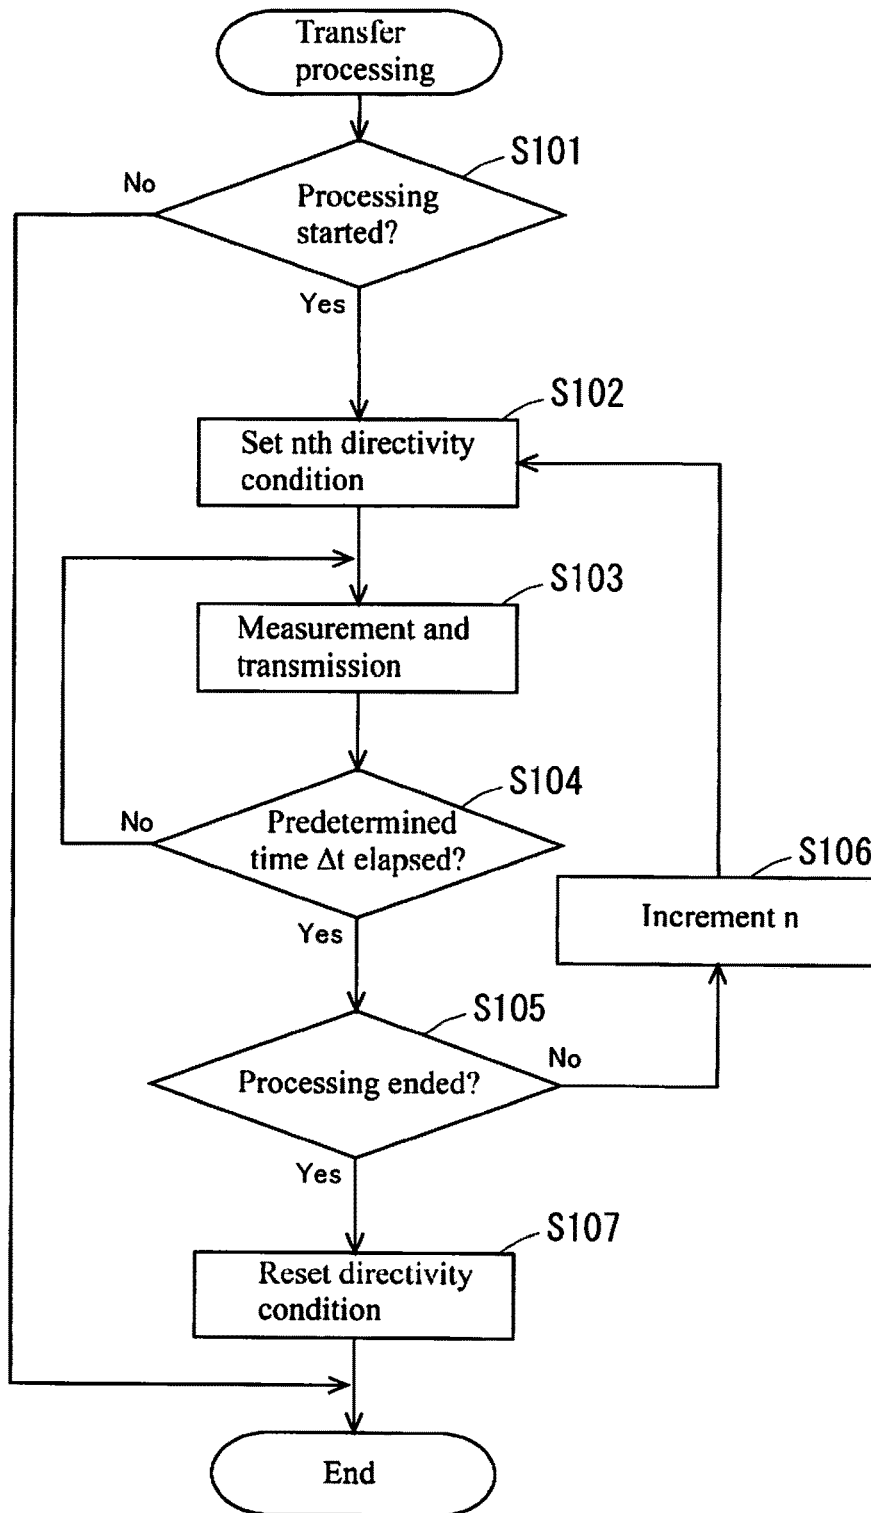 Transfer
processing
S101
No
Processing
started?
Yes
S102
Set nth directivity
condition
S103
Measurement and
transmission
S104
No
Predetermined
time Δt elapsed?
S106
Increment n
Yes
S105
No
Processing ended?
Yes
S107
Reset directivity
condition
End